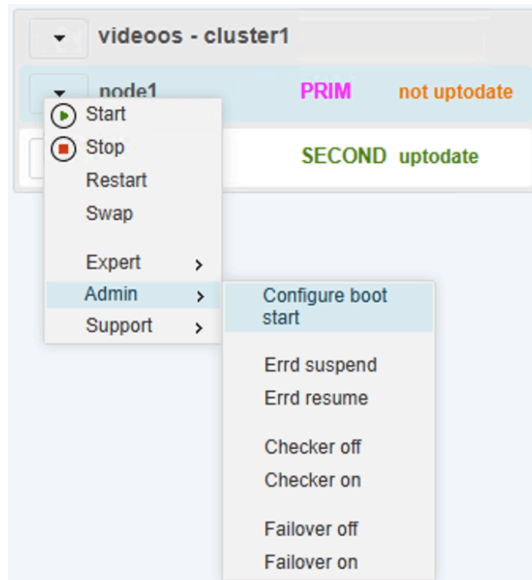 videoos - cluster1
node1 PRIM not uptodate
Start
Stop
SECOND uptodate
Restart
Swap
Expert
Admin
Support
Configure boot
start
Errd suspend
Errd resume
Checker off
Checker on
Failover off
Failover on